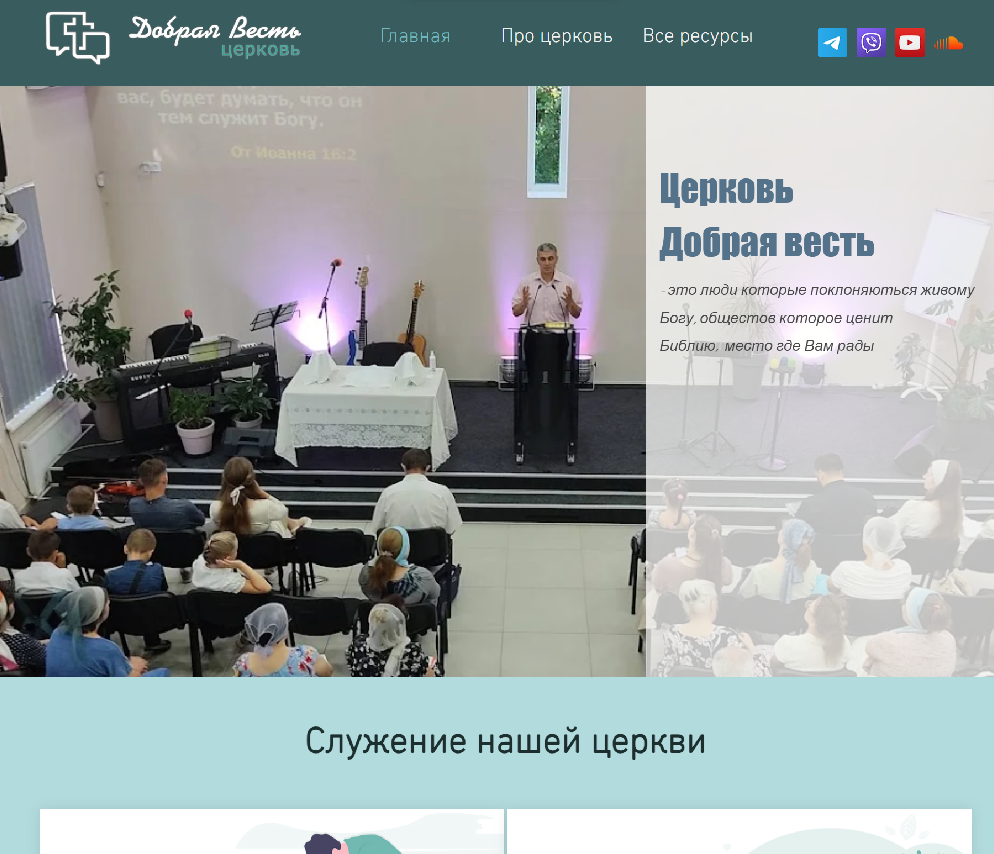 Добрая Весть
церковь
Главная
Про церковь
Все ресурсы
вас, будет думать, что он
тем служит Богу.
От Иоанна 16:2
Церковь
Добрая весть
- это люди которые поклоняються живому
Богу, общестов которое ценит
Библию, место где Вам рады
Служение нашей церкви